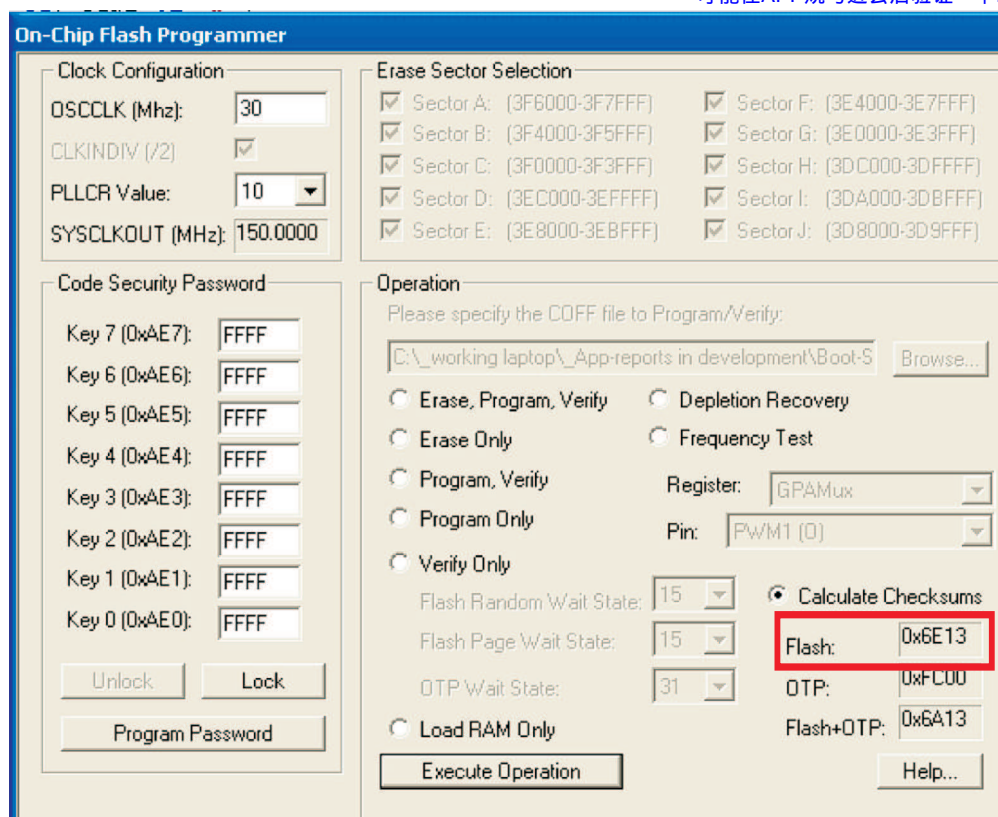 On-Chip Flash Programmer
Clock Configuration
OSCCLK (Mhz): 30
CLKINDIV (/2)
PLLCR Value: 10
SYSCLKOUT (MHz): 150.0000
Erase Sector Selection
Sector A: (3F6000-3F7FFF) Sector F: (3E4000-3E7FFF)
Sector B: (3F4000-3F5FFF) Sector G: (3E0000-3E3FFF)
Sector C: (3F0000-3F3FFF) Sector H: (3DC000-3DFFFF)
Sector D: (3EC000-3EFFFF) Sector I: (3DA000-3DBFFF)
Sector E: (3E8000-3EBFFF) Sector J: (3D8000-3D9FFF)
Code Security Password
Key 7 (0xAE7): FFFF
Key 6 (0xAE6): FFFF
Key 5 (0xAE5): FFFF
Key 4 (0xAE4): FFFF
Key 3 (0xAE3): FFFF
Key 2 (0xAE2): FFFF
Key 1 (0xAE1): FFFF
Key 0 (0xAE0): FFFF
Unlock Lock
Program Password
Operation
Please specify the COFF file to Program/Verify:
C:\_working laptop\_App-reports in development\Boot-S Browse...
Erase, Program, Verify Depletion Recovery
Erase Only Frequency Test
Program, Verify Register: GPAMux
Program Only Pin: PWM1 (0)
Verify Only
Flash Random Wait State: 15 Calculate Checksums
Flash Page Wait State: 15 Flash: 0x6E13
OTP Wait State: 31 OTP: 0xFC00
Load RAM Only Flash+OTP: 0x6A13
Execute Operation Help...